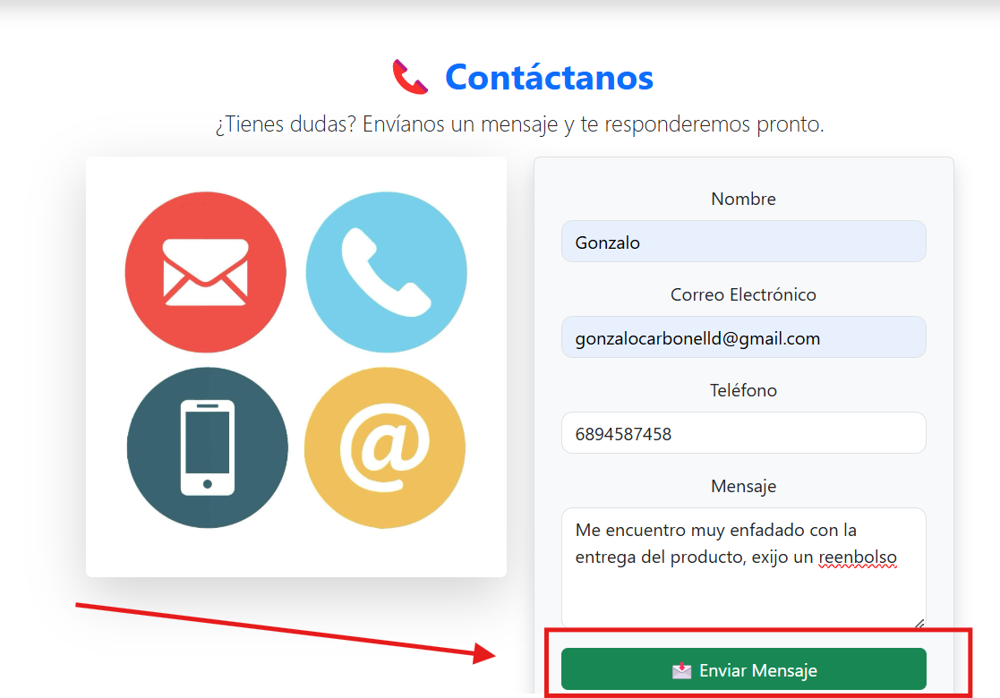 Contáctanos
¿Tienes dudas? Envíanos un mensaje y te responderemos pronto.
Nombre
Gonzalo
Correo Electrónico
gonzalocarbonelld@gmail.com
Teléfono
6894587458
Mensaje
Me encuentro muy enfadado con la
entrega del producto, exijo un reenbolso
Enviar Mensaje